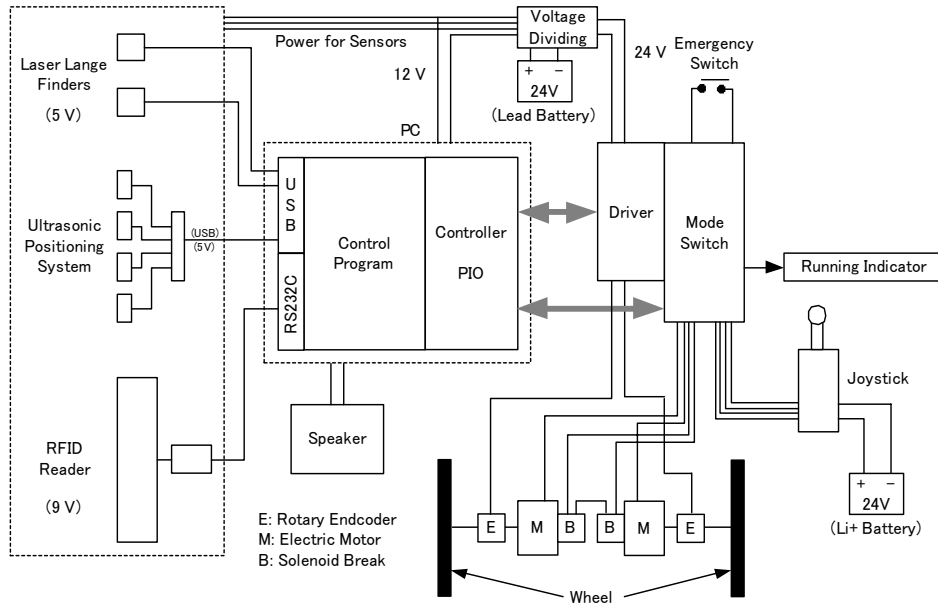 Voltage
Dividing
Power for Sensors
24 V
Emergency
Switch
+ −
24V
(Lead Battery)
12 V
Laser Lange
Finders
(5 V)
PC
USB
Control
Program
Controller
PIO
Driver
Mode
Switch
Ultrasonic
Positioning
System
(USB)
(5V)
RS232C
Running Indicator
Joystick
Speaker
RFID
Reader
(9 V)
+ −
24V
(Li+ Battery)
E: Rotary Endcoder
M: Electric Motor
B: Solenoid Break
E
M
B
B
M
E
Wheel